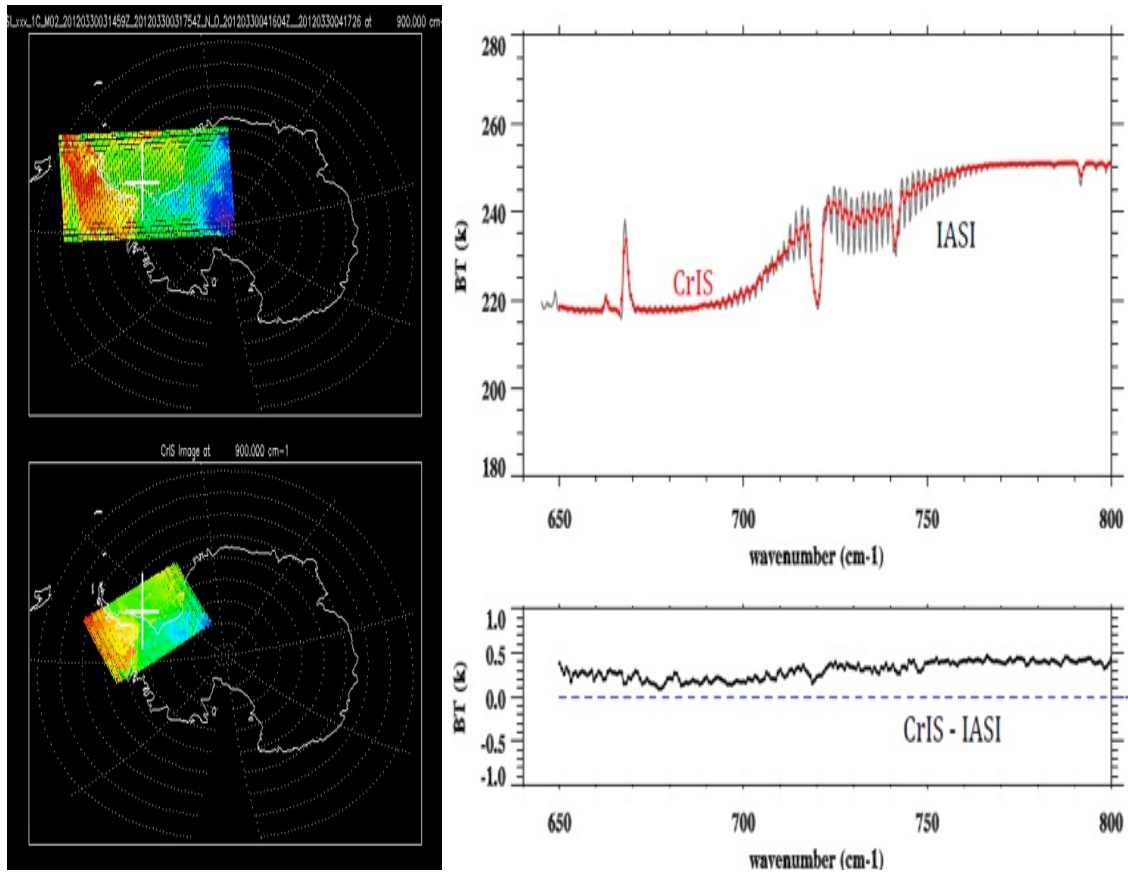 SI_xxx_1C_M02_20120330031459Z_20120330031754Z_N_O_20120330041604Z_20120330041726 at 900.000 cm-
CrIS Image at 900.000 cm-1
280
260
240
220
200
180
BT (k)
CrIS
IASI
650 700 750 800
wavenumber (cm-1)
1.0
0.5
0.0
-0.5
-1.0
BT (k)
CrIS - IASI
650 700 750 800
wavenumber (cm-1)